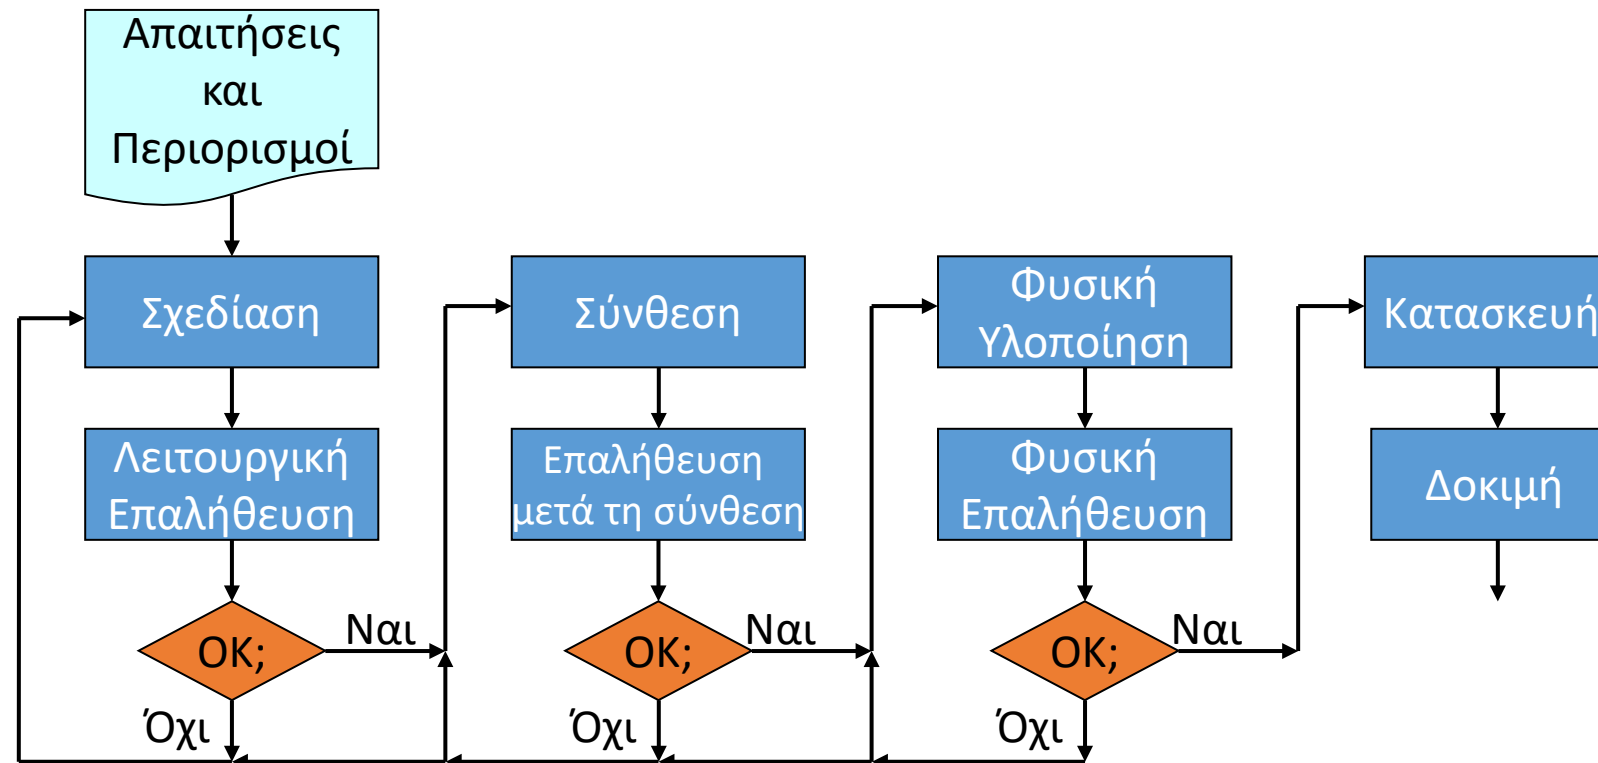 Απαιτήσεις
και
Περιορισμοί
Σχεδίαση
Σύνθεση
Φυσική
Υλοποίηση
Κατασκευή
Λειτουργική
Επαλήθευση
Επαλήθευση
μετά τη σύνθεση
Φυσική
Επαλήθευση
Δοκιμή
ΟΚ;
Ναι
ΟΚ;
Ναι
ΟΚ;
Ναι
Όχι
Όχι
Όχι